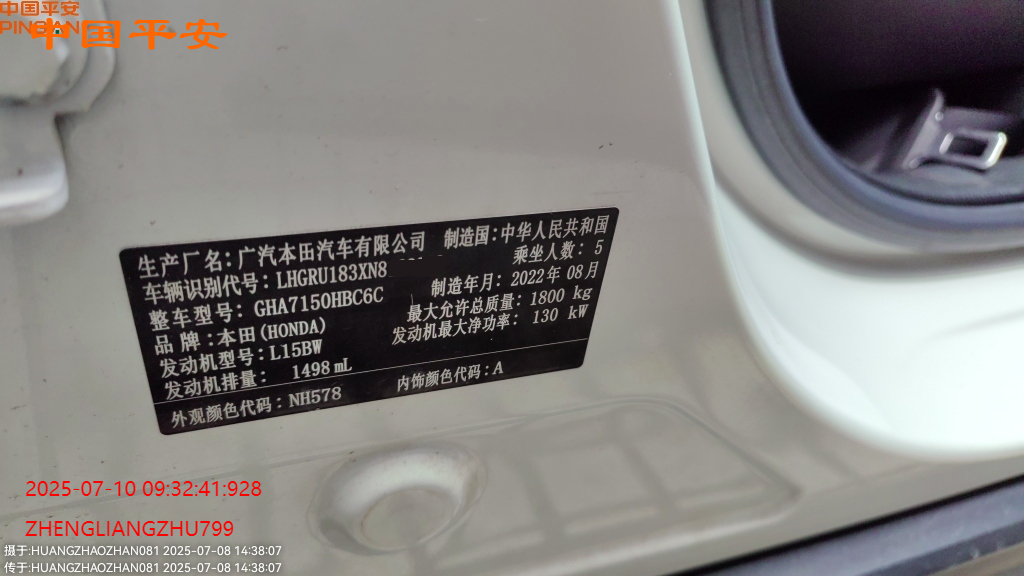 中国平安
PINGAN
中国平安
生产厂名:广汽本田汽车有限公司 制造国:中华人民共和国
车辆识别代号: LHGRU183XN8 乘坐人数: 5
整车型号: GHA7150HBC6C 制造年月: 2022年08月
品牌:本田(HONDA) 最大允许总质量: 1800 kg
发动机型号: L15BW 发动机最大净功率: 130 kW
发动机排量: 1498 mL
外观颜色代码: NH578 内饰颜色代码:A
2025-07-10 09:32:41:928
ZHENGLIANGZHU799
摄于:HUANGZHAOZHAN081 2025-07-08 14:38:07
传于:HUANGZHAOZHAN081 2025-07-08 14:38:07